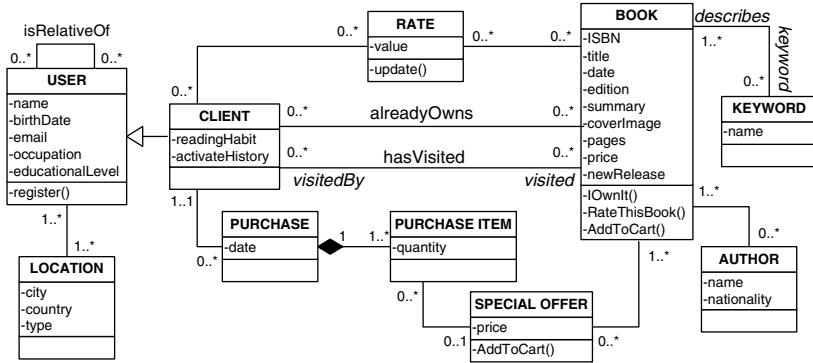 isRelativeOf
0..*
0..*
USER
-name
-birthDate
-email
-occupation
-educationalLevel
-register()
1..*
1..*
LOCATION
-city
-country
-type
CLIENT
-readingHabit
-activateHistory
0..*
0..*
RATE
-value
-update()
0..*
0..*
0..*
alreadyOwns
0..*
0..*
hasVisited
0..*
visitedBy
visited
1..1
0..*
PURCHASE
-date
1
1..*
PURCHASE ITEM
-quantity
0..*
0..1
SPECIAL OFFER
-price
-AddToCart()
0..*
1..*
BOOK
-ISBN
-title
-date
-edition
-summary
-coverImage
-pages
-price
-newRelease
-IOwnIt()
-RateThisBook()
-AddToCart()
describes
1..*
keyword
0..*
KEYWORD
-name
1..*
0..*
AUTHOR
-name
-nationality